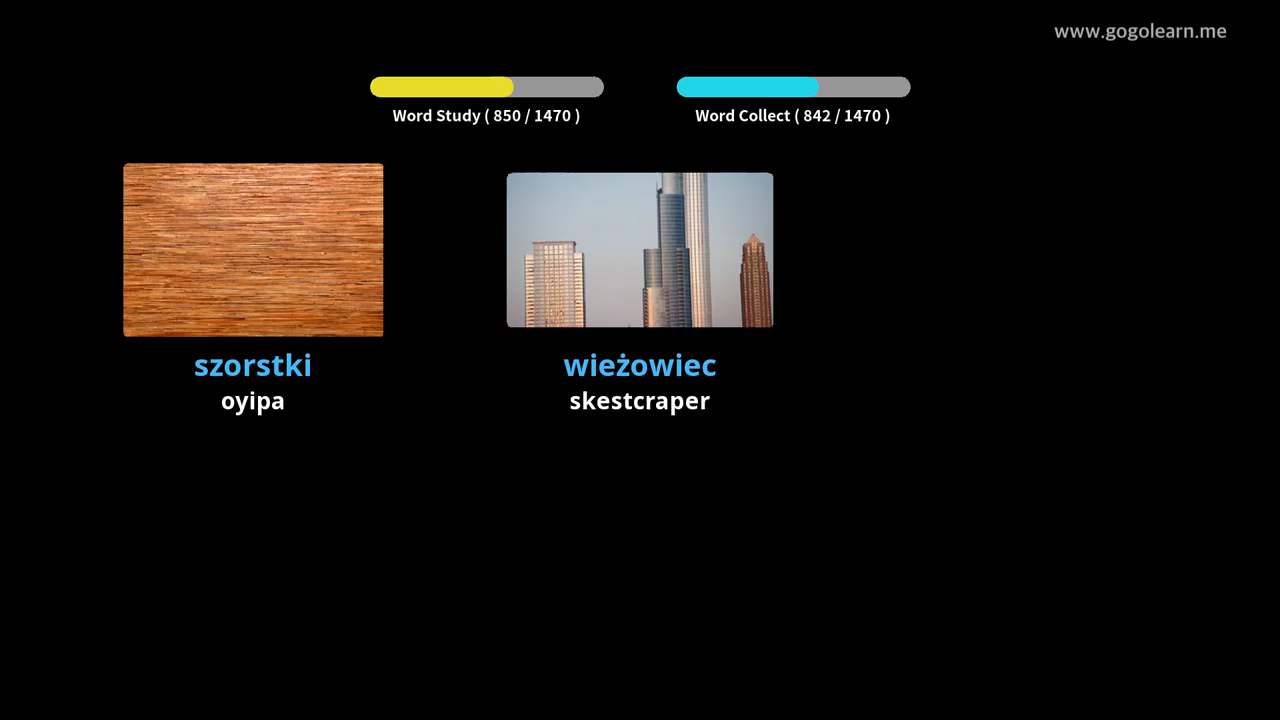 www.gogolearn.me
Word Study ( 850 / 1470 )
Word Collect ( 842 / 1470 )
szorstki
oyipa
wieżowiec
skestcraper